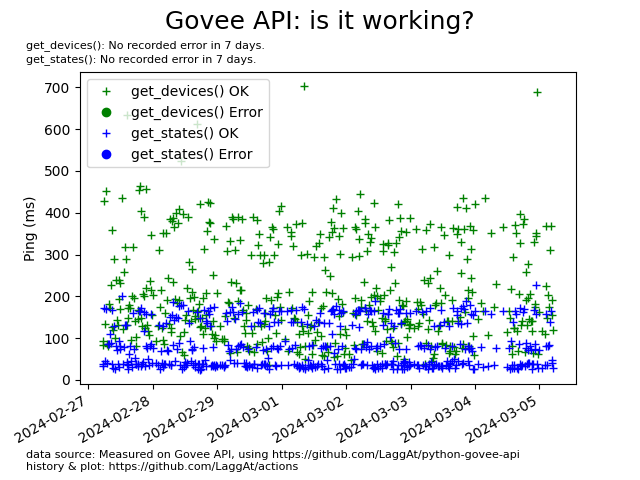 Govee API: is it working?
get_devices(): No recorded error in 7 days.
get_states(): No recorded error in 7 days.
get_devices() OK
get_devices() Error
get_states() OK
get_states() Error
Ping (ms)
700
600
500
400
300
200
100
0
2024-02-27
2024-02-28
2024-02-29
2024-03-01
2024-03-02
2024-03-03
2024-03-04
2024-03-05
data source: Measured on Govee API, using https://github.com/LaggAt/python-govee-api
history & plot: https://github.com/LaggAt/actions